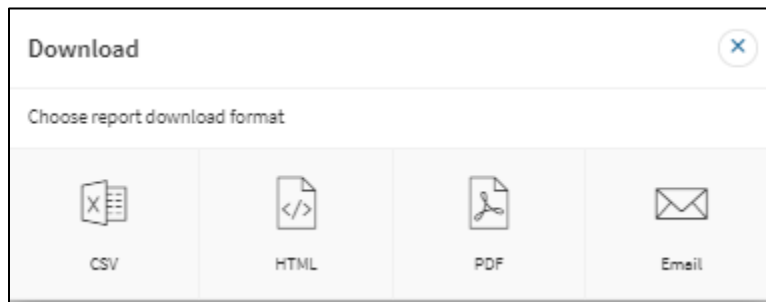 Download
Choose report download format
CSV
HTML
PDF
Email